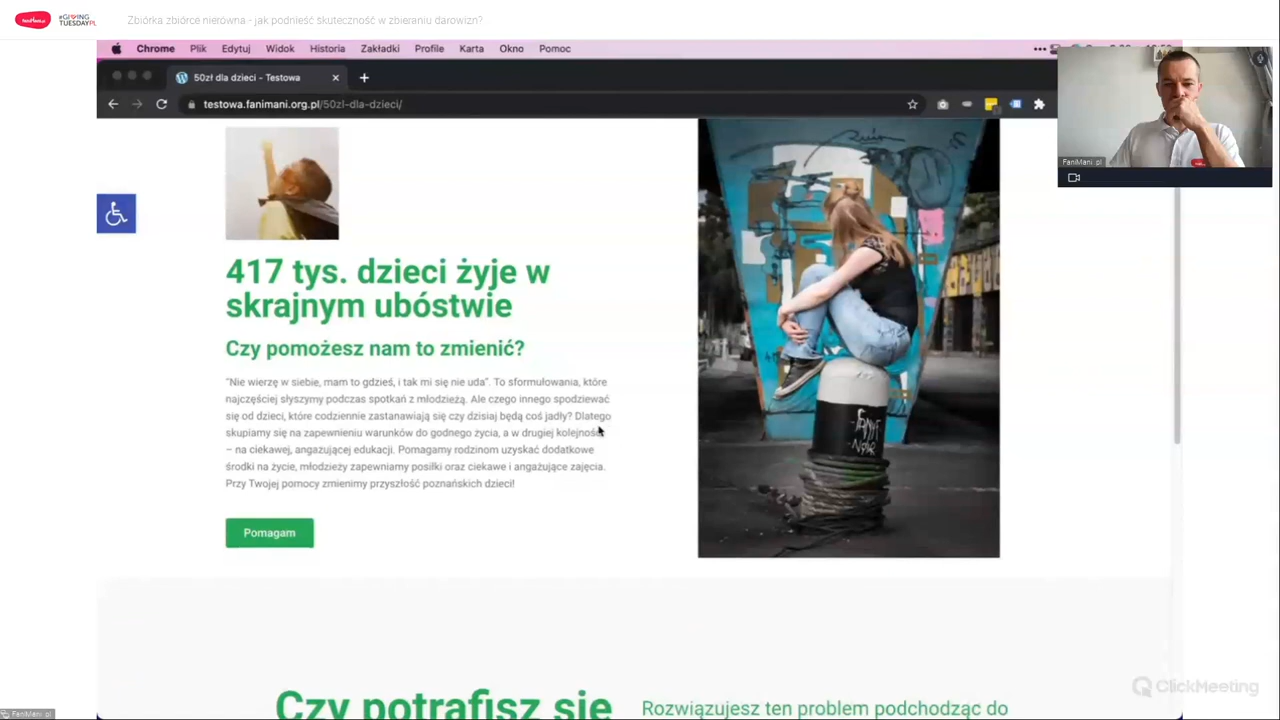 FaniMani.pl
#GIVING
TUESDAYPL
Zbiórka zbiórce nierówna - jak podnieść skuteczność w zbieraniu darowizn?
Chrome Plik Edytuj Widok Historia Zakładki Profile Karta Okno Pomoc
50zł dla dzieci - Testowa
testowa.fanimani.org.pl/50zl-dla-dzieci/
FaniMani .pl
417 tys. dzieci żyje w
skrajnym ubóstwie
Czy pomożesz nam to zmienić?
"Nie wierzę w siebie, mam to gdzieś, i tak mi się nie uda". To sformułowania, które
najczęściej słyszymy podczas spotkań z młodzieżą. Ale czego innego spodziewać
się od dzieci, które codziennie zastanawiają się czy dzisiaj będą coś jadły? Dlatego
skupiamy się na zapewnieniu warunków do godnego życia, a w drugiej kolejności
– na ciekawej, angażującej edukacji. Pomagamy rodzinom uzyskać dodatkowe
środki na życie, młodzieży zapewniamy posiłki oraz ciekawe i angażujące zajęcia.
Przy Twojej pomocy zmienimy przyszłość poznańskich dzieci!
Pomagam
Czy potrafisz się
Rozwiązujesz ten problem podchodząc do
ClickMeeting
FaniMani .pl